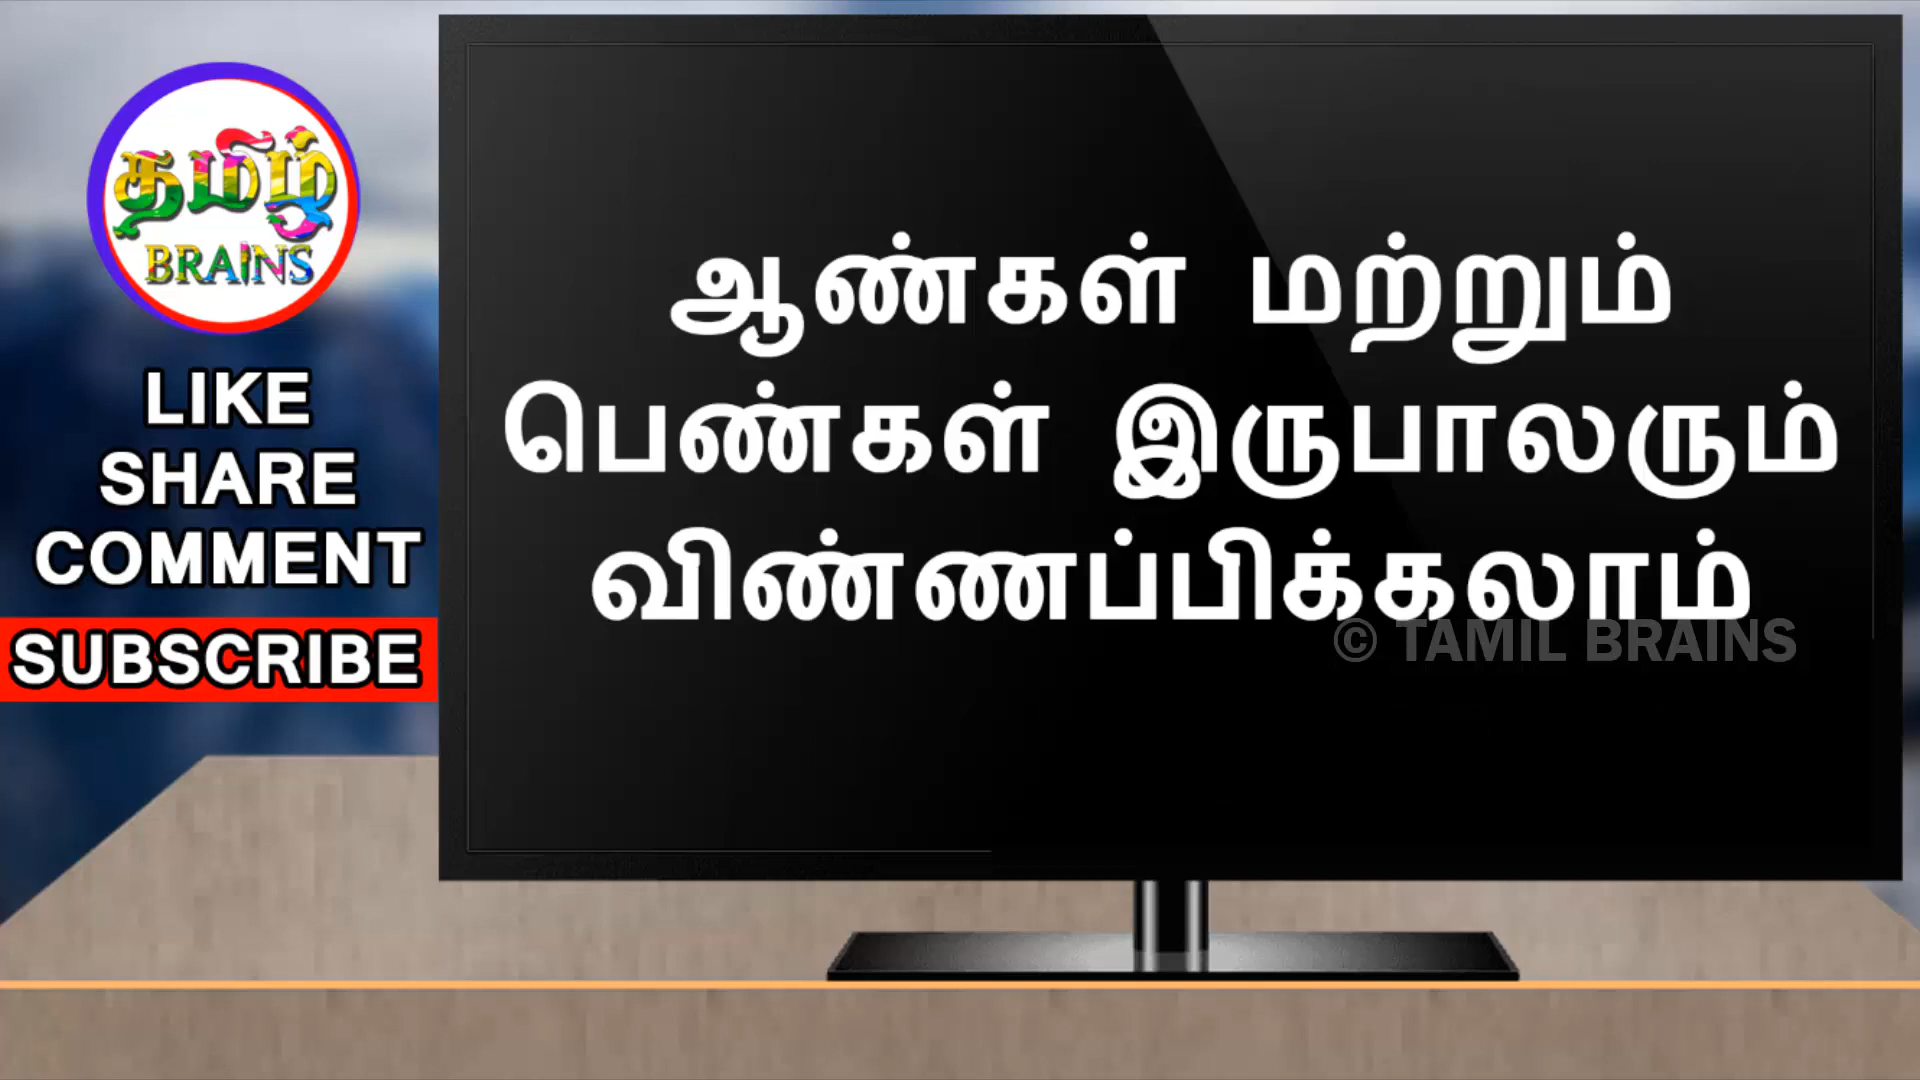 தமிழ்
BRAINS
LIKE
SHARE
COMMENT
SUBSCRIBE
ஆண்கள் மற்றும்
பெண்கள் இருபாலரும்
விண்ணப்பிக்கலாம்
© TAMIL BRAINS